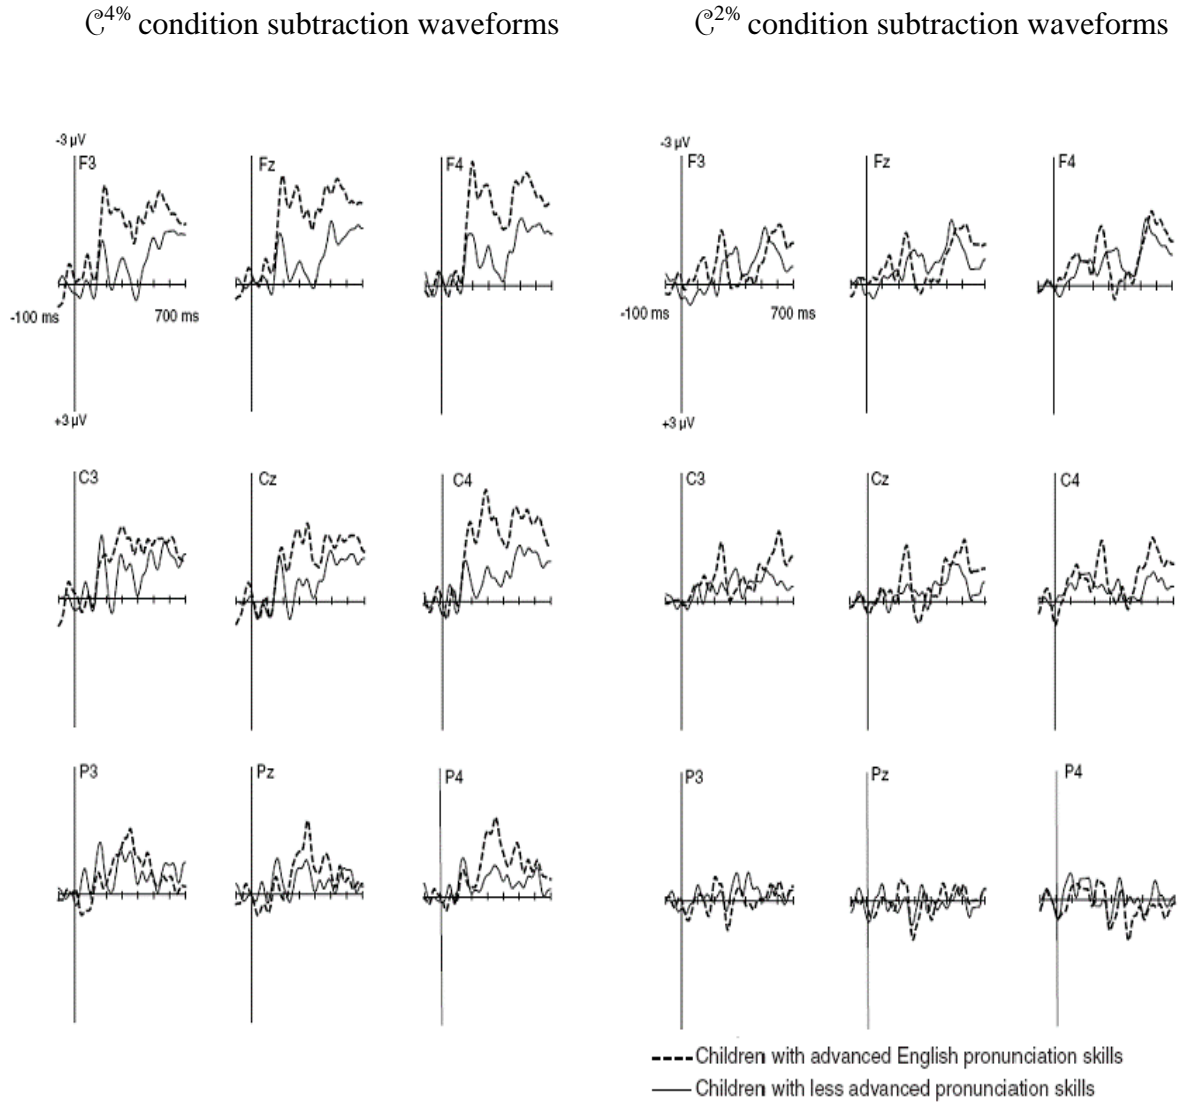 ᘓ4% condition subtraction waveforms
ᘓ2% condition subtraction waveforms
-3 µV
-3 µV
F3
Fz
F4
F3
Fz
F4
-100 ms
700 ms
-100 ms
700 ms
+3 µV
+3 µV
C3
Cz
C4
C3
Cz
C4
P3
Pz
P4
P3
Pz
P4
Children with advanced English pronunciation skills
Children with less advanced pronunciation skills